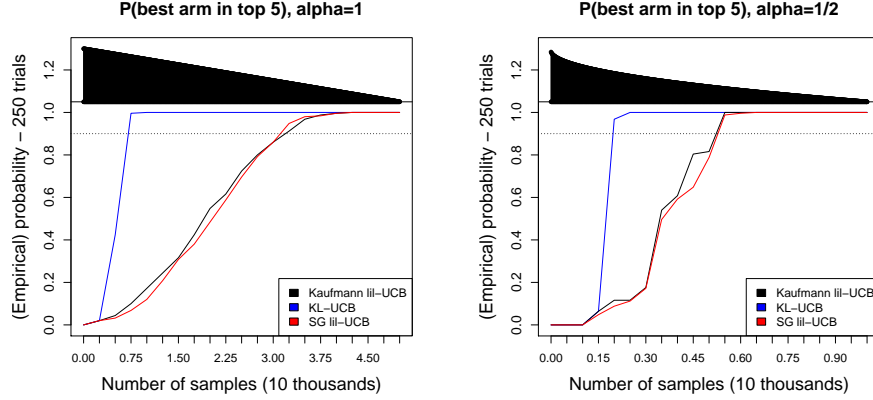 P(best arm in top 5), alpha=1
(Empirical) probability − 250 trials
0.0 0.2 0.4 0.6 0.8 1.0 1.2
Kaufmann lil−UCB
KL−UCB
SG lil−UCB
0.00 0.75 1.50 2.25 3.00 3.75 4.50
Number of samples (10 thousands)
P(best arm in top 5), alpha=1/2
(Empirical) probability − 250 trials
0.0 0.2 0.4 0.6 0.8 1.0 1.2
Kaufmann lil−UCB
KL−UCB
SG lil−UCB
0.00 0.15 0.30 0.45 0.60 0.75 0.90
Number of samples (10 thousands)